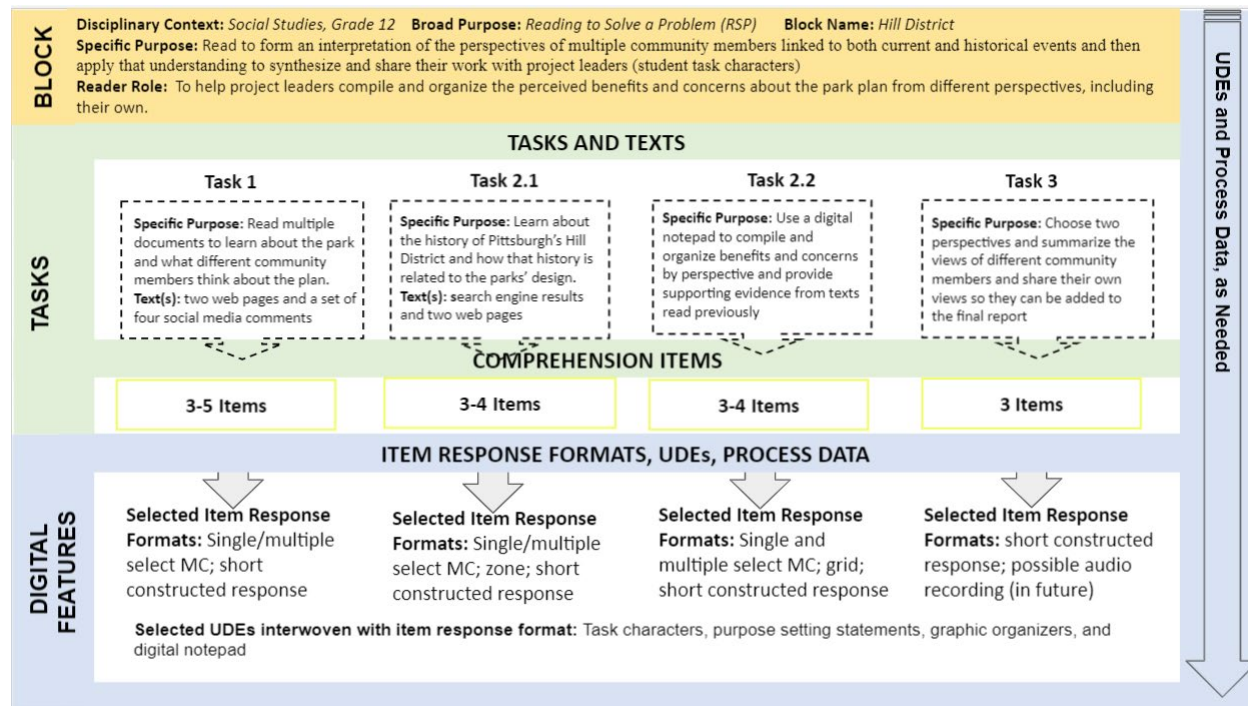 BLOCK
Disciplinary Context: Social Studies, Grade 12 Broad Purpose: Reading to Solve a Problem (RSP) Block Name: Hill District
Specific Purpose: Read to form an interpretation of the perspectives of multiple community members linked to both current and historical events and then
apply that understanding to synthesize and share their work with project leaders (student task characters)
Reader Role: To help project leaders compile and organize the perceived benefits and concerns about the park plan from different perspectives, including
their own.
UDEs and Process Data, as Needed
TASKS
TASKS AND TEXTS
Task 1
Specific Purpose: Read multiple
documents to learn about the park
and what different community
members think about the plan.
Text(s): two web pages and a set of
four social media comments
Task 2.1
Specific Purpose: Learn about
the history of Pittsburgh's Hill
District and how that history is
related to the parks' design.
Text(s): search engine results
and two web pages
Task 2.2
Specific Purpose: Use a digital
notepad to compile and
organize benefits and concerns
by perspective and provide
supporting evidence from texts
read previously
Task 3
Specific Purpose: Choose two
perspectives and summarize the
views of different community
members and share their own
views so they can be added to
the final report
COMPREHENSION ITEMS
3-5 Items
3-4 Items
3-4 Items
3 Items
DIGITAL
FEATURES
ITEM RESPONSE FORMATS, UDEs, PROCESS DATA
Selected Item Response
Formats: Single/multiple
select MC; short
constructed response
Selected Item Response
Formats: Single/multiple
select MC; zone; short
constructed response
Selected Item Response
Formats: Single and
multiple select MC; grid;
short constructed response
Selected Item Response
Formats: short constructed
response; possible audio
recording (in future)
Selected UDEs interwoven with item response format: Task characters, purpose setting statements, graphic organizers, and
digital notepad